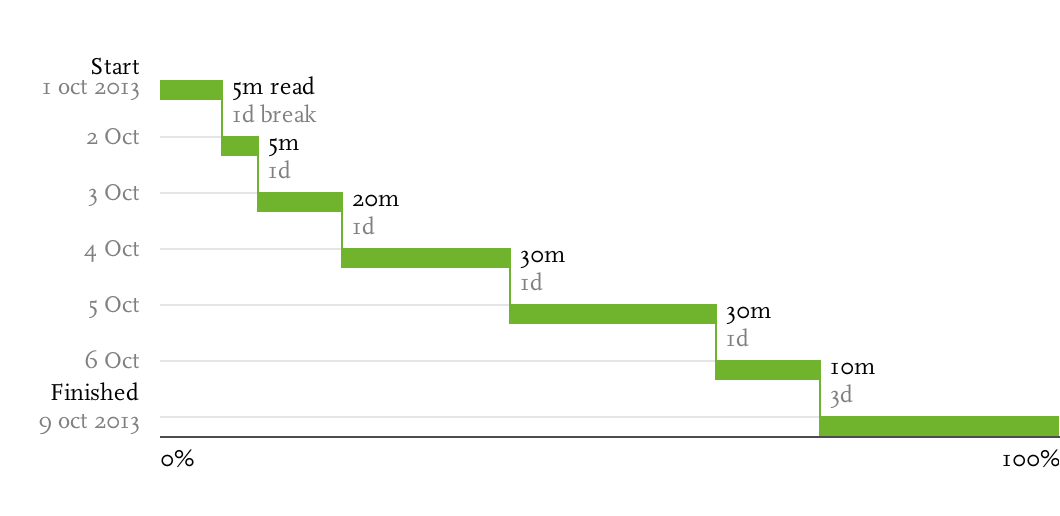 Start
1 oct 2013
5m read
1d break
2 Oct
5m
1d
3 Oct
20m
1d
4 Oct
30m
1d
5 Oct
30m
1d
6 Oct
10m
Finished
3d
9 oct 2013
0%
100%